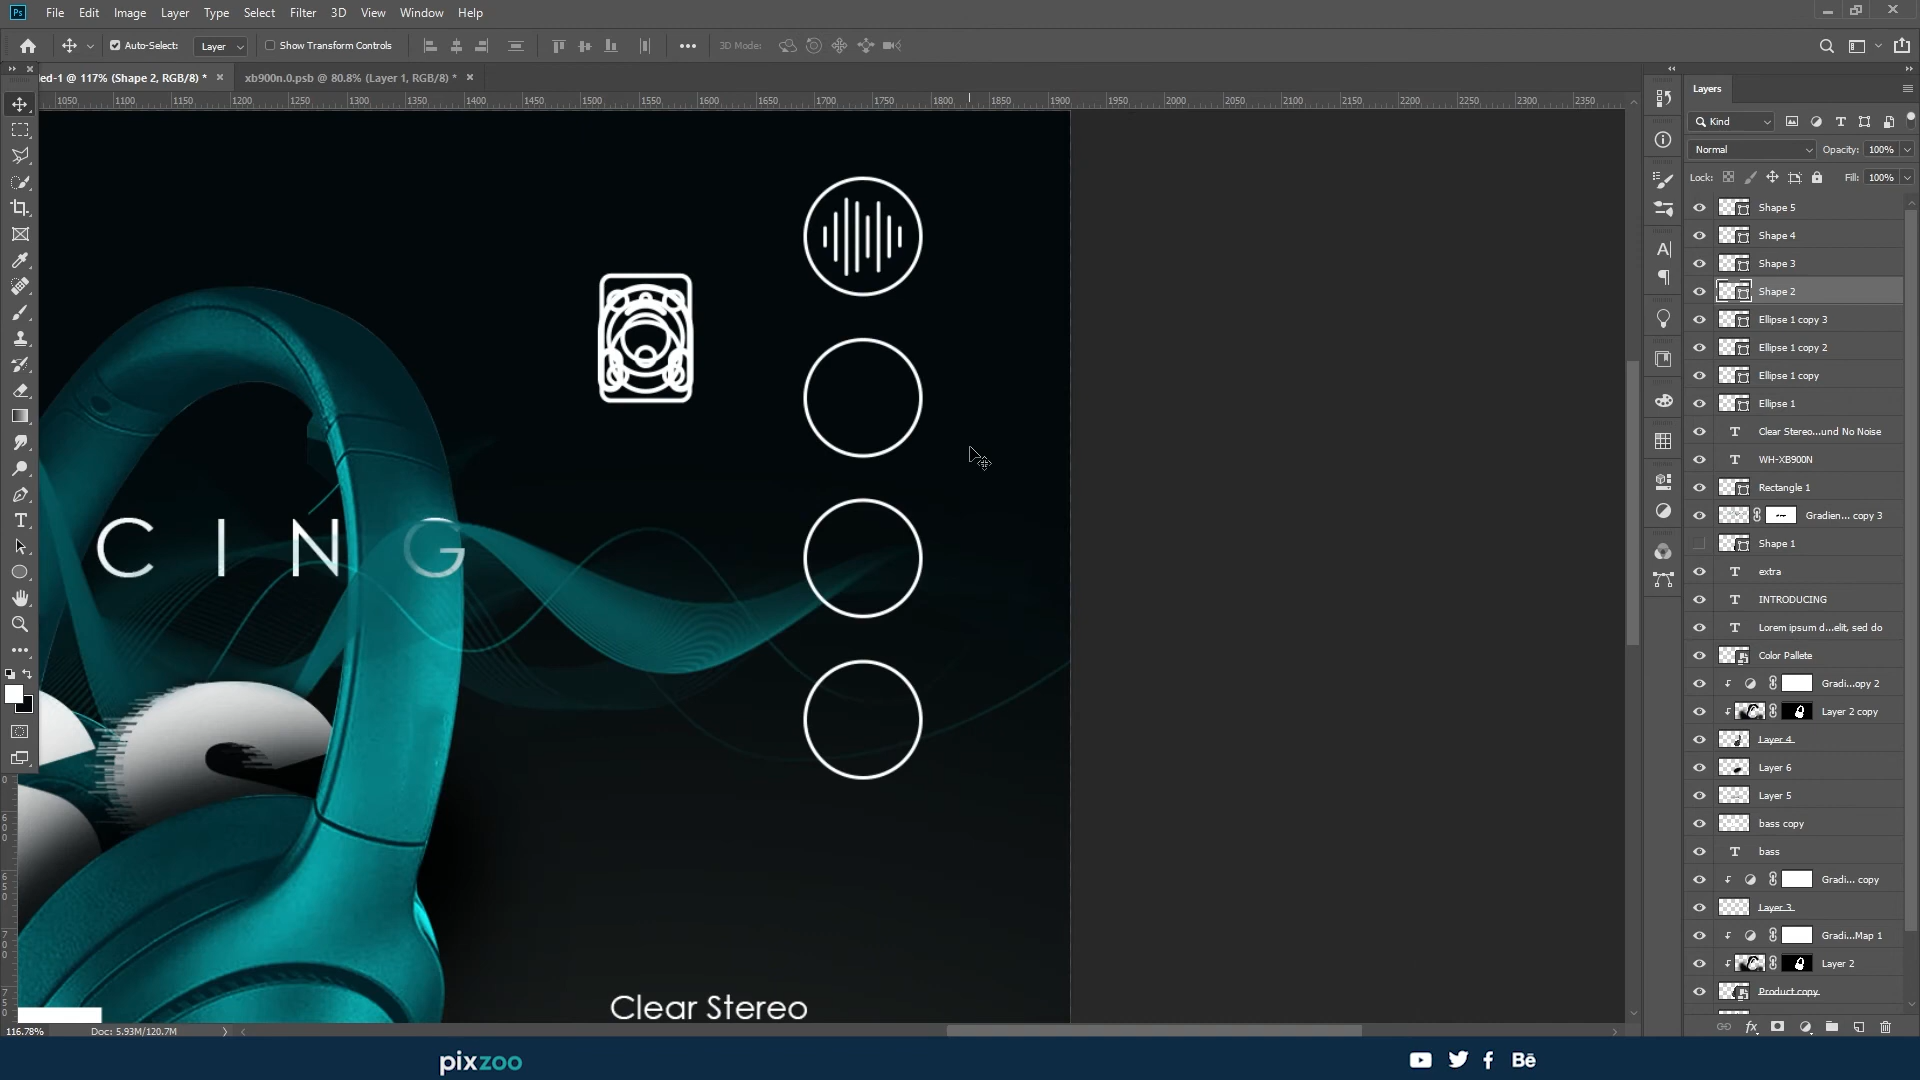 Ps File Edit Image Layer Type Select Filter 3D View Window Help
Auto-Select: Layer Show Transform Controls 3D Mode:
ed-1 @ 117% (Shape 2, RGB/8) * xb900n.0.psb @ 80.8% (Layer 1, RGB/8) *
1050 1100 1150 1200 1250 1300 1350 1400 1450 1500 1550 1600 1650 1700 1750 1800 1850 1900 1950 2000 2050 2100 2150 2200 2250 2300 2350
CING
Clear Stereo
Layers
Kind
Normal Opacity: 100%
Lock: Fill: 100%
Shape 5
Shape 4
Shape 3
Shape 2
Ellipse 1 copy 3
Ellipse 1 copy 2
Ellipse 1 copy
Ellipse 1
Clear Stereo...und No Noise
WH-XB900N
Rectangle 1
Gradien... copy 3
Shape 1
extra
INTRODUCING
Lorem ipsum d...elit, sed do
Color Pallete
Gradi...opy 2
Layer 2 copy
Layer 4
Layer 6
Layer 5
bass copy
bass
Gradi... copy
Layer 3
Gradi...Map 1
Layer 2
Product copy
116.78% Doc: 5.93M/120.7M
pixzoo
Bē